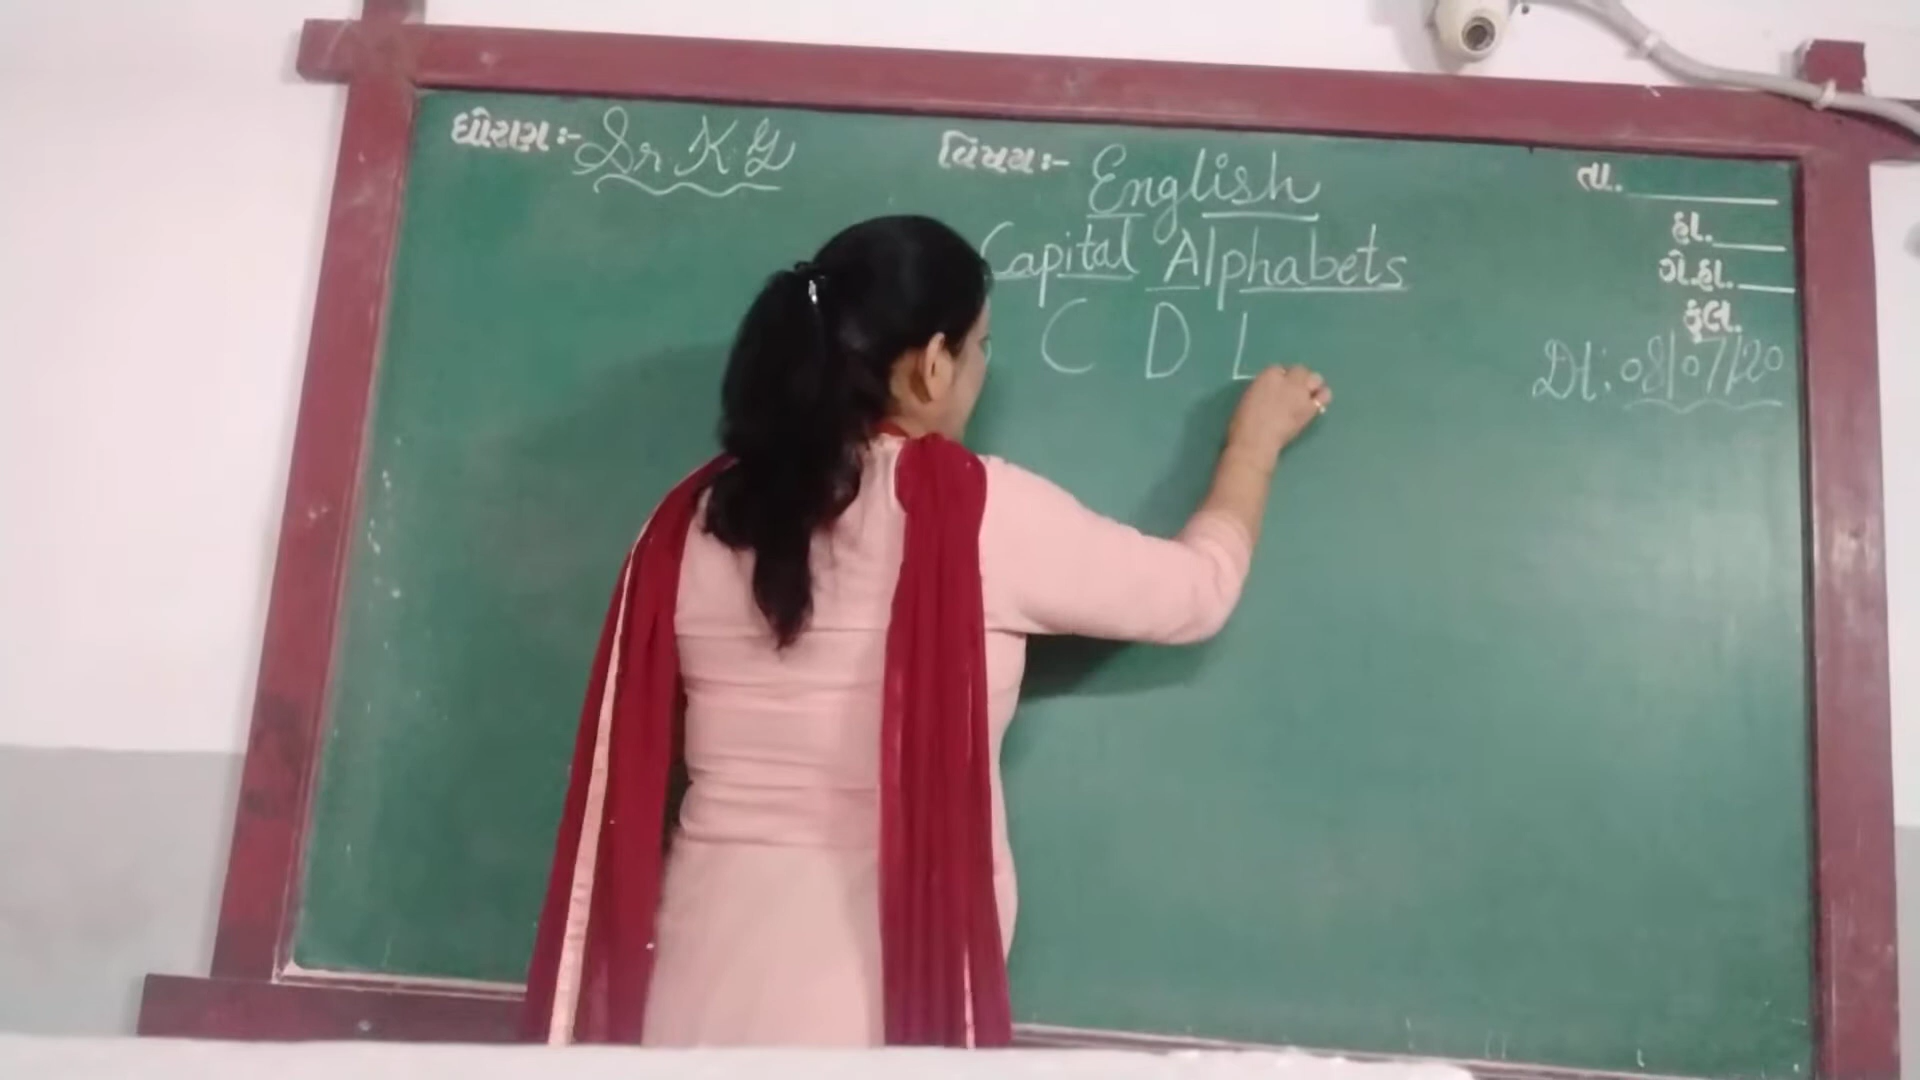 ધોરણ :- Sr. K G
વિષય :- English
તા.
હા.
ગે.હા.
કુલ.
Capital Alphabets
C D L
Dt: 08/07/20